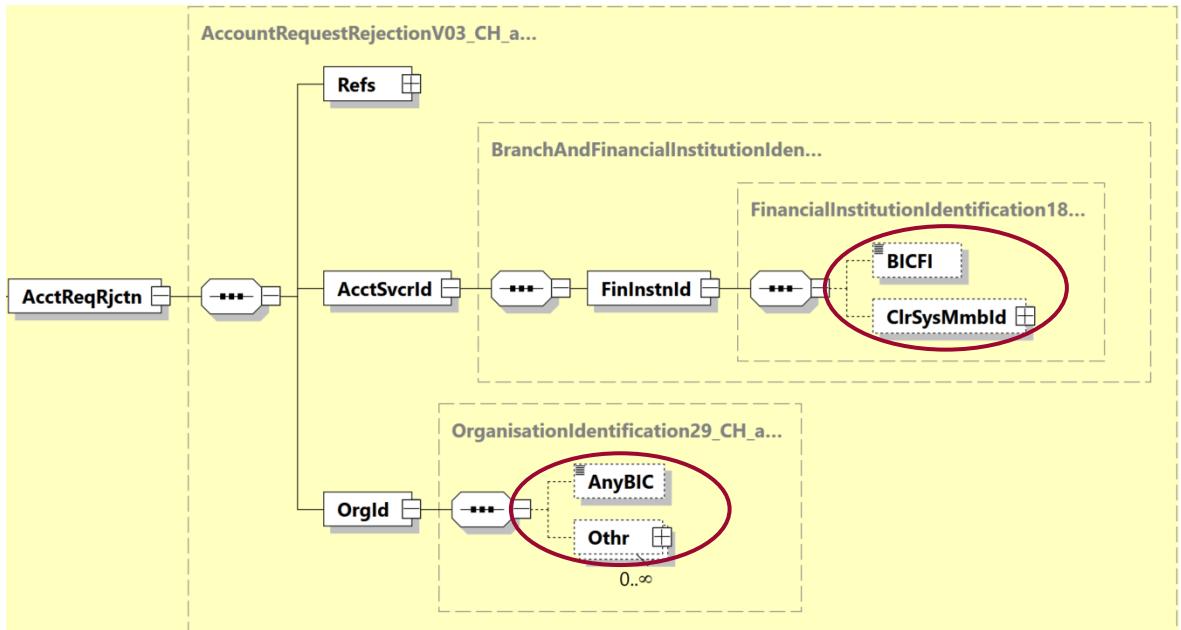 AccountRequestRejectionV03_CH_a...
Refs
BranchAndFinancialInstitutionIden...
FinancialInstitutionIdentification18...
BICFI
AcctReqRjctn
AcctSvcrId
FinInstnId
ClrSysMmbId
OrganisationIdentification29_CH_a...
AnyBIC
OrgId
Othr
0..∞